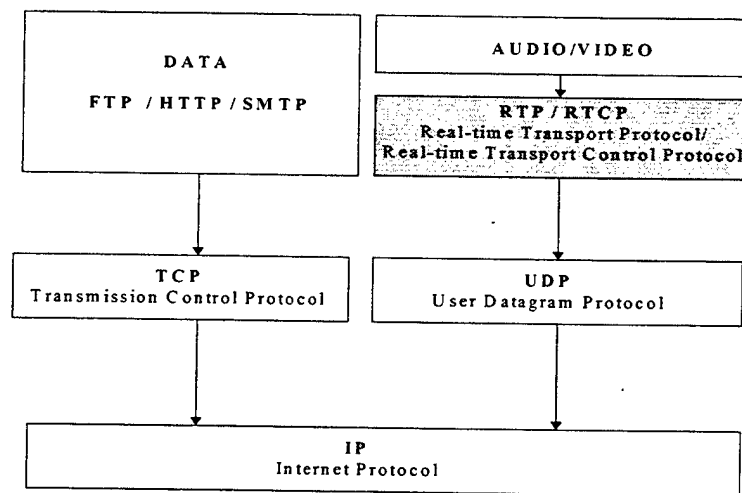 DATA
FTP / HTTP / SMTP
AUDIO/VIDEO
RTP / RTCP
Real-time Transport Protocol/
Real-time Transport Control Protocol
TCP
Transmission Control Protocol
UDP
User Datagram Protocol
IP
Internet Protocol